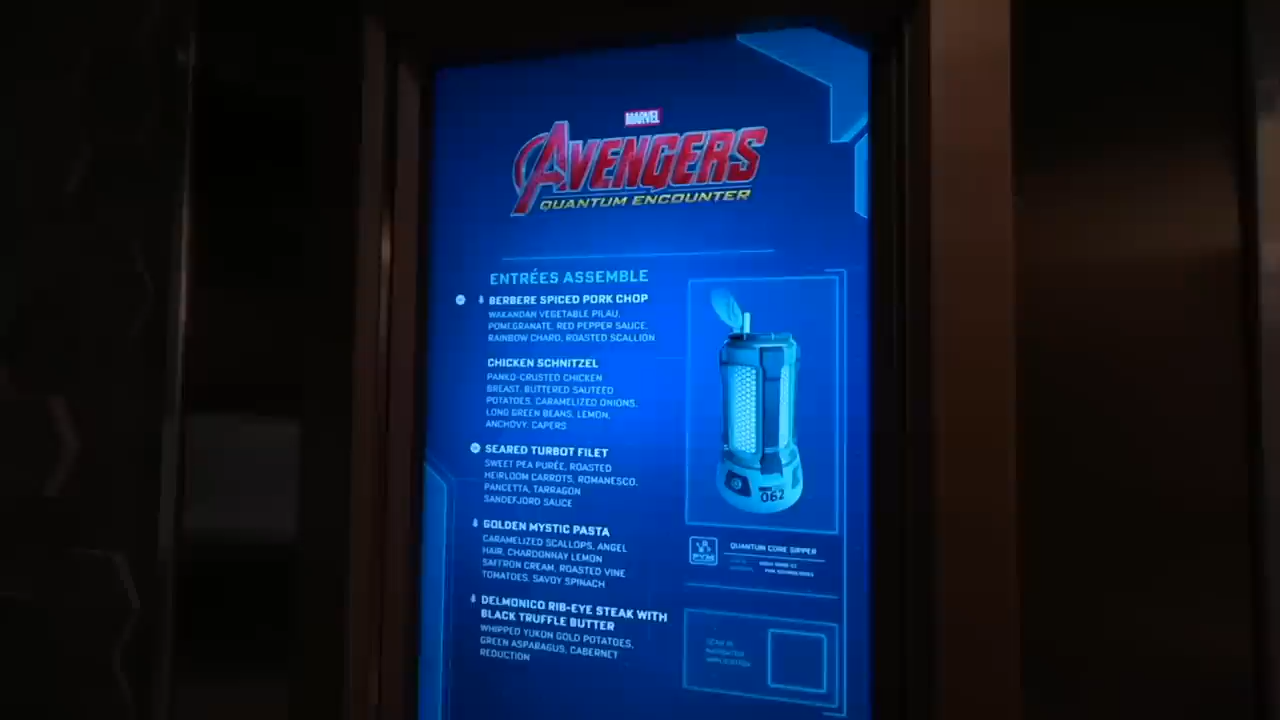 MARVEL
AVENGERS
QUANTUM ENCOUNTER
ENTRÉES ASSEMBLE
BERBERE SPICED PORK CHOP
WAKANDAN VEGETABLE PILAU,
POMEGRANATE, RED PEPPER SAUCE,
RAINBOW CHARD, ROASTED SCALLION
CHICKEN SCHNITZEL
PANKO-CRUSTED CHICKEN
BREAST, BUTTERED SAUTEED
POTATOES, CARAMELIZED ONIONS,
LONG GREEN BEANS, LEMON,
ANCHOVY, CAPERS
SEARED TURBOT FILET
SWEET PEA PURÉE, ROASTED
HEIRLOOM CARROTS, ROMANESCO,
PANCETTA, TARRAGON
SANDEFJORD SAUCE
GOLDEN MYSTIC PASTA
CARAMELIZED SCALLOPS, ANGEL
HAIR, CHARDONNAY LEMON
SAFFRON CREAM, ROASTED VINE
TOMATOES, SAVOY SPINACH
DELMONICO RIB-EYE STEAK WITH
BLACK TRUFFLE BUTTER
WHIPPED YUKON GOLD POTATOES,
GREEN ASPARAGUS, CABERNET
REDUCTION
062
PYM
QUANTUM CORE SIPPER